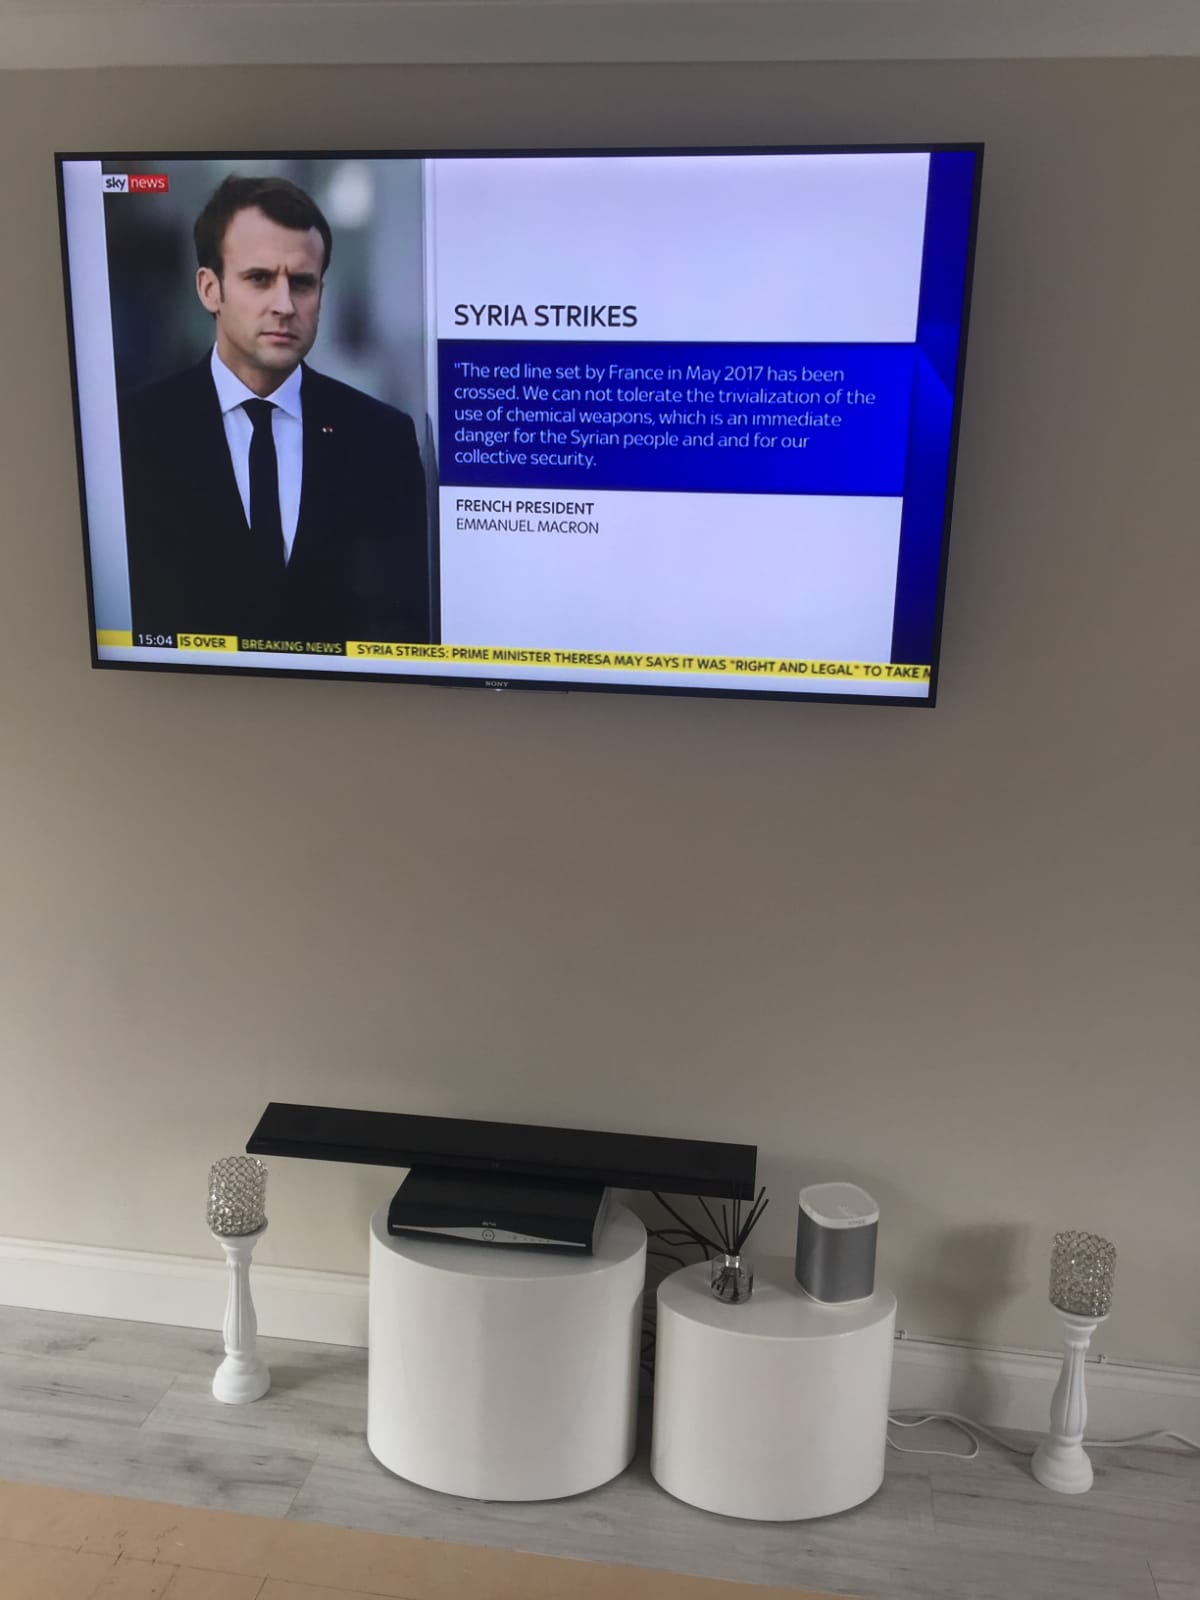 sky news
SYRIA STRIKES
"The red line set by France in May 2017 has been
crossed. We can not tolerate the trivialization of the
use of chemical weapons, which is an immediate
danger for the Syrian people and and for our
collective security.
FRENCH PRESIDENT
EMMANUEL MACRON
15:04 IS OVER BREAKING NEWS SYRIA STRIKES: PRIME MINISTER THERESA MAY SAYS IT WAS "RIGHT AND LEGAL" TO TAKE M
SONY
sky
SONOS